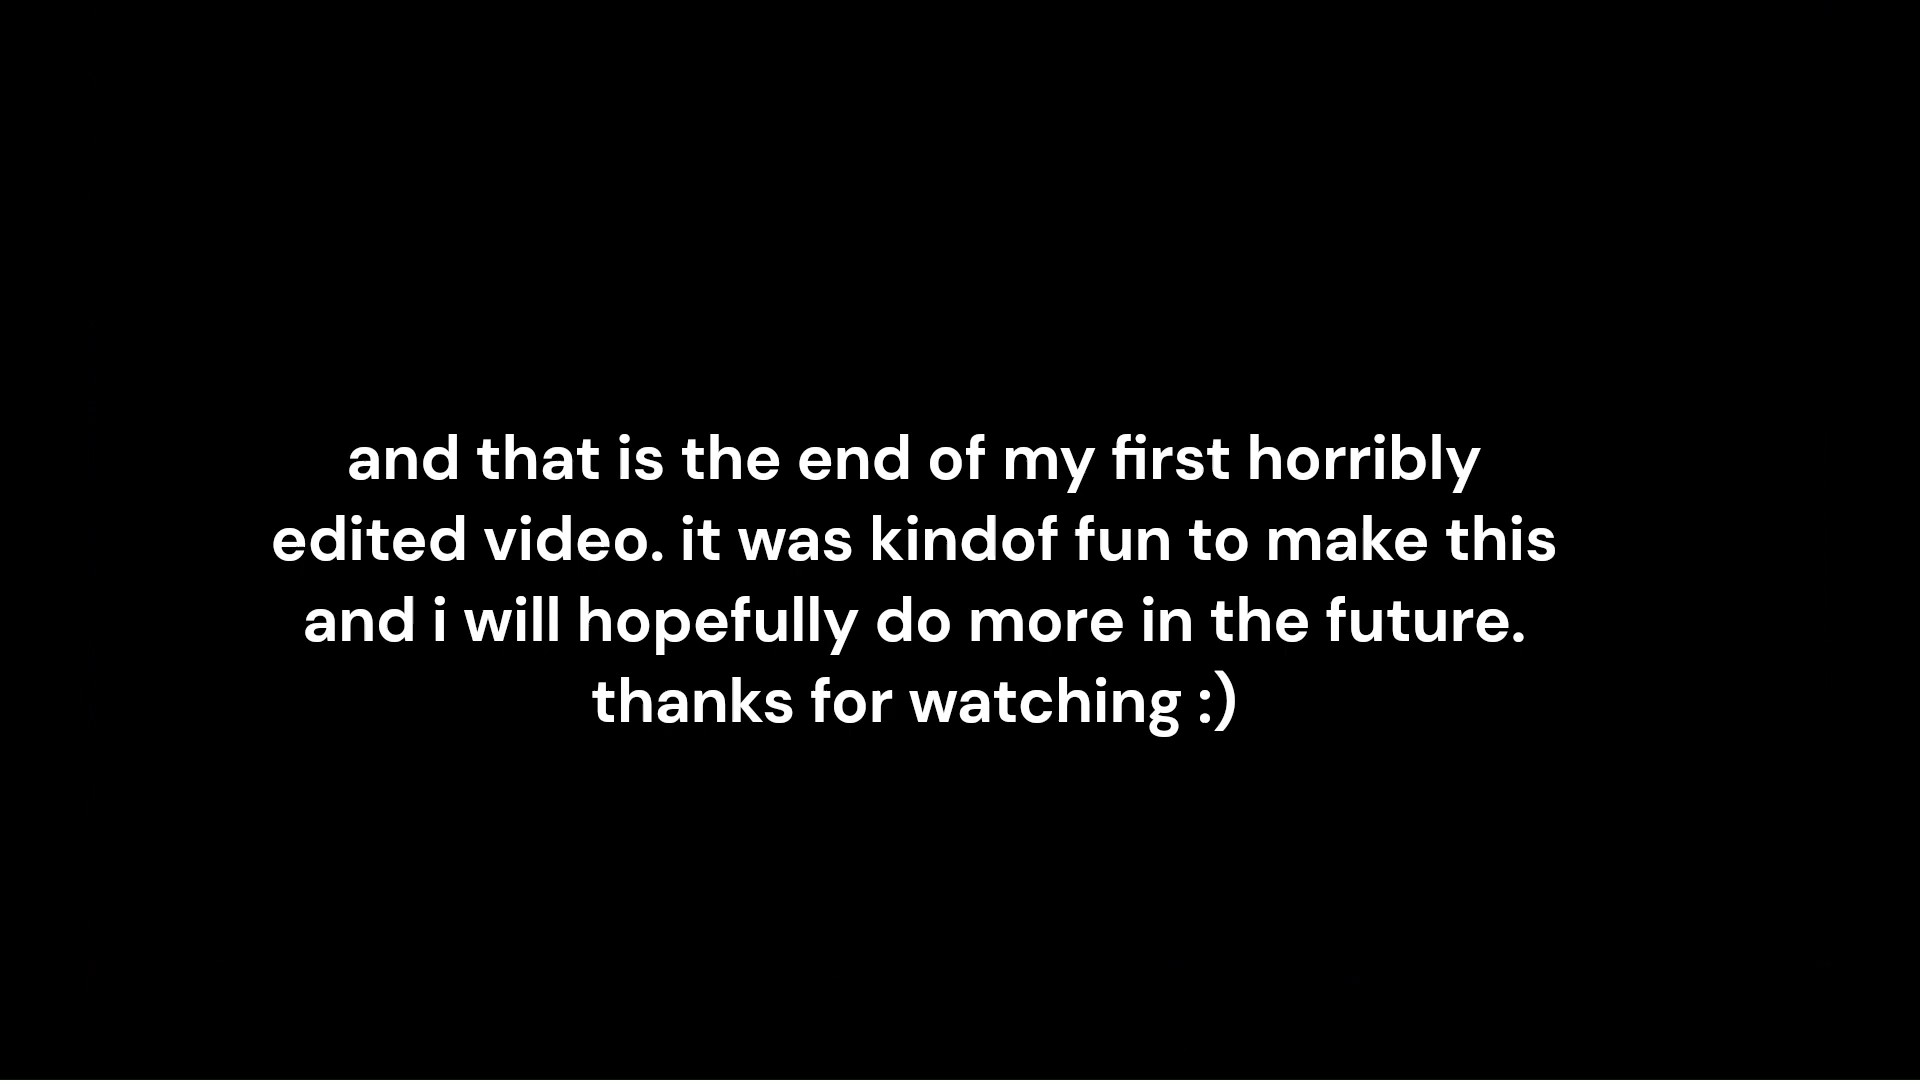 and that is the end of my first horribly
edited video. it was kindof fun to make this
and i will hopefully do more in the future.
thanks for watching :)